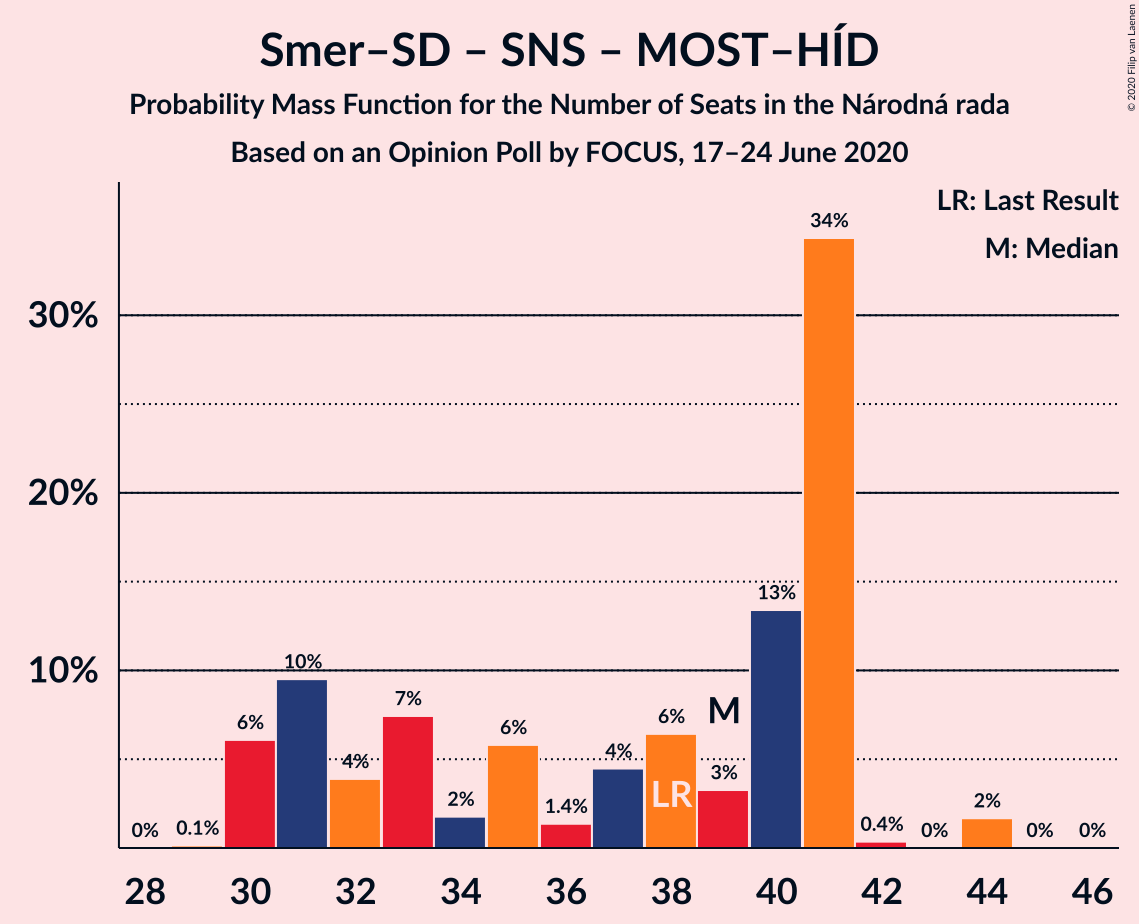 Smer–SD – SNS – MOST–HÍD
Probability Mass Function for the Number of Seats in the Národná rada
Based on an Opinion Poll by FOCUS, 17–24 June 2020
© 2020 Filip van Laenen
LR: Last Result
M: Median
30%
20%
10%
0%
0.1%
6%
10%
4%
7%
2%
6%
1.4%
4%
6%
LR
3%
M
13%
34%
0.4%
0%
2%
0%
0%
28 30 32 34 36 38 40 42 44 46